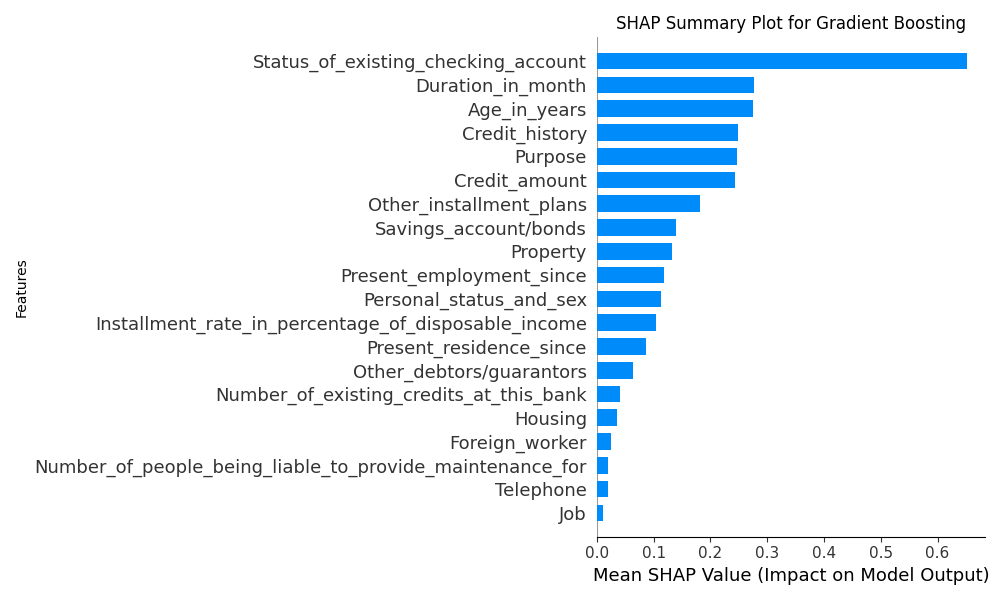 SHAP Summary Plot for Gradient Boosting
Features
Status_of_existing_checking_account
Duration_in_month
Age_in_years
Credit_history
Purpose
Credit_amount
Other_installment_plans
Savings_account/bonds
Property
Present_employment_since
Personal_status_and_sex
Installment_rate_in_percentage_of_disposable_income
Present_residence_since
Other_debtors/guarantors
Number_of_existing_credits_at_this_bank
Housing
Foreign_worker
Number_of_people_being_liable_to_provide_maintenance_for
Telephone
Job
0.0 0.1 0.2 0.3 0.4 0.5 0.6
Mean SHAP Value (Impact on Model Output)